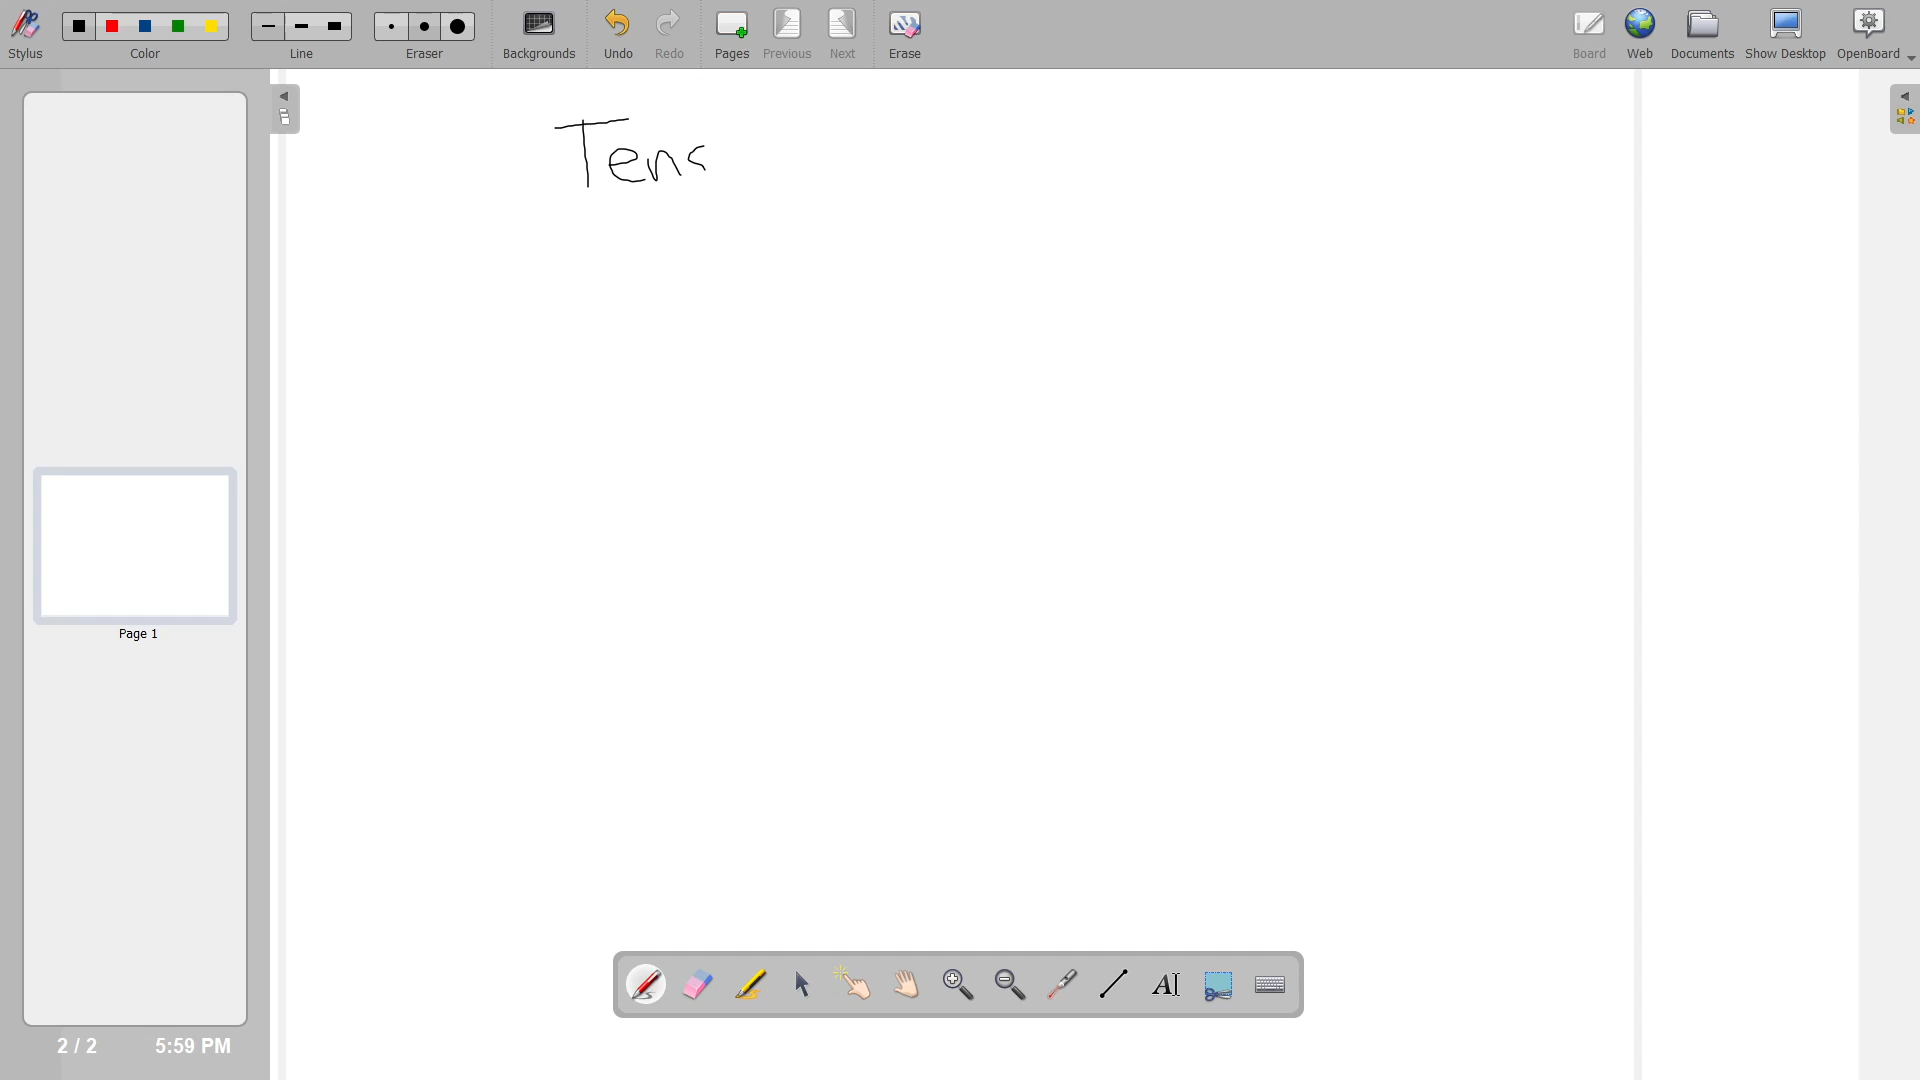 Stylus Color Line Eraser Backgrounds Undo Redo Pages Previous Next Erase Board Web Documents Show Desktop OpenBoard
Tens
Page 1
2 / 2 5:59 PM